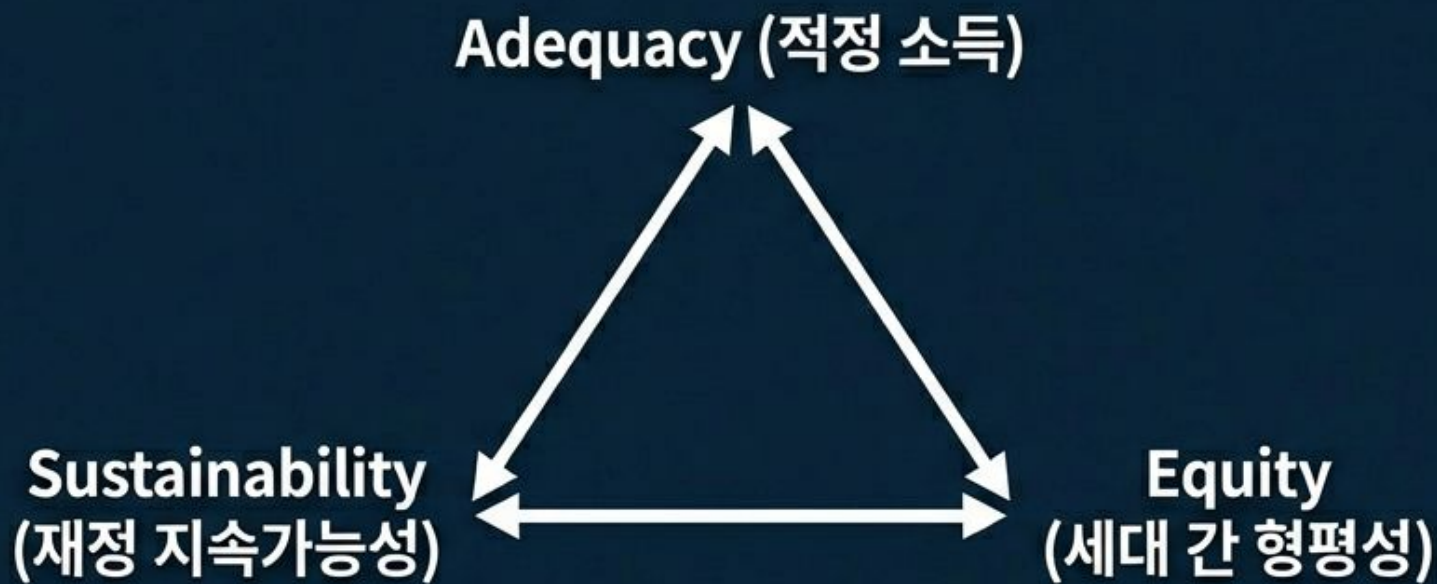 Adequacy (적정 소득)
Sustainability
(재정 지속가능성)
Equity
(세대 간 형평성)